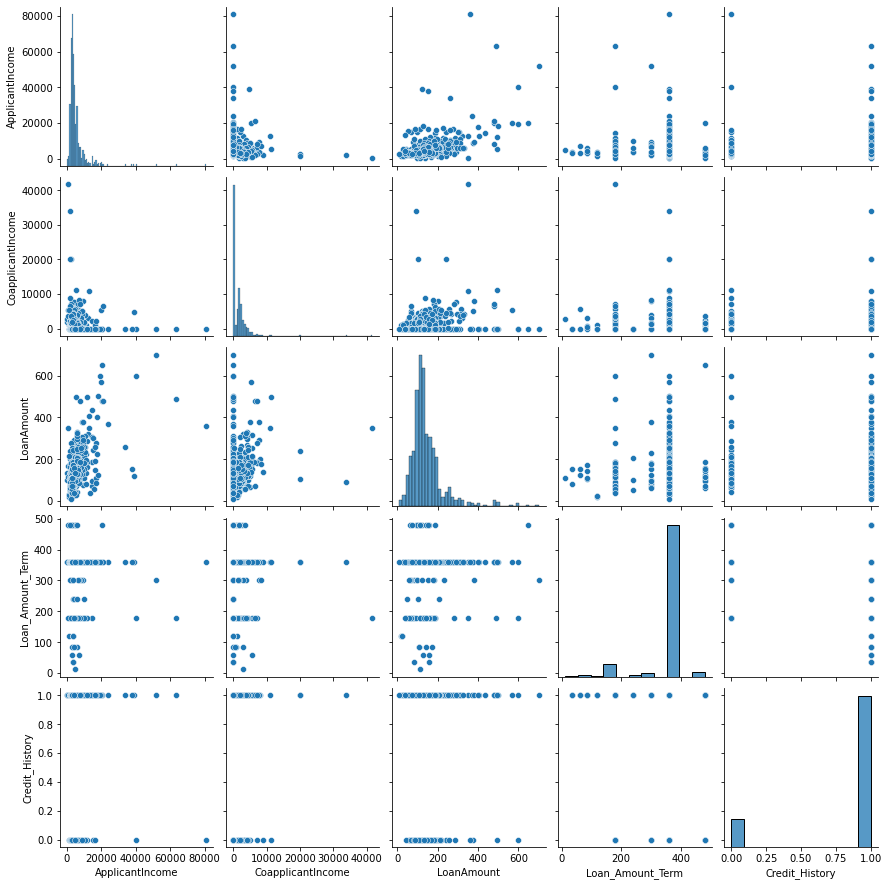 80000
60000
40000
20000
0
ApplicantIncome
40000
30000
20000
10000
0
CoapplicantIncome
600
400
200
0
LoanAmount
500
400
300
200
100
0
Loan_Amount_Term
1.0
0.8
0.6
0.4
0.2
0.0
Credit_History
0 20000 40000 60000 80000
ApplicantIncome
0 10000 20000 30000 40000
CoapplicantIncome
0 200 400 600
LoanAmount
0 200 400
Loan_Amount_Term
0.00 0.25 0.50 0.75 1.00
Credit_History